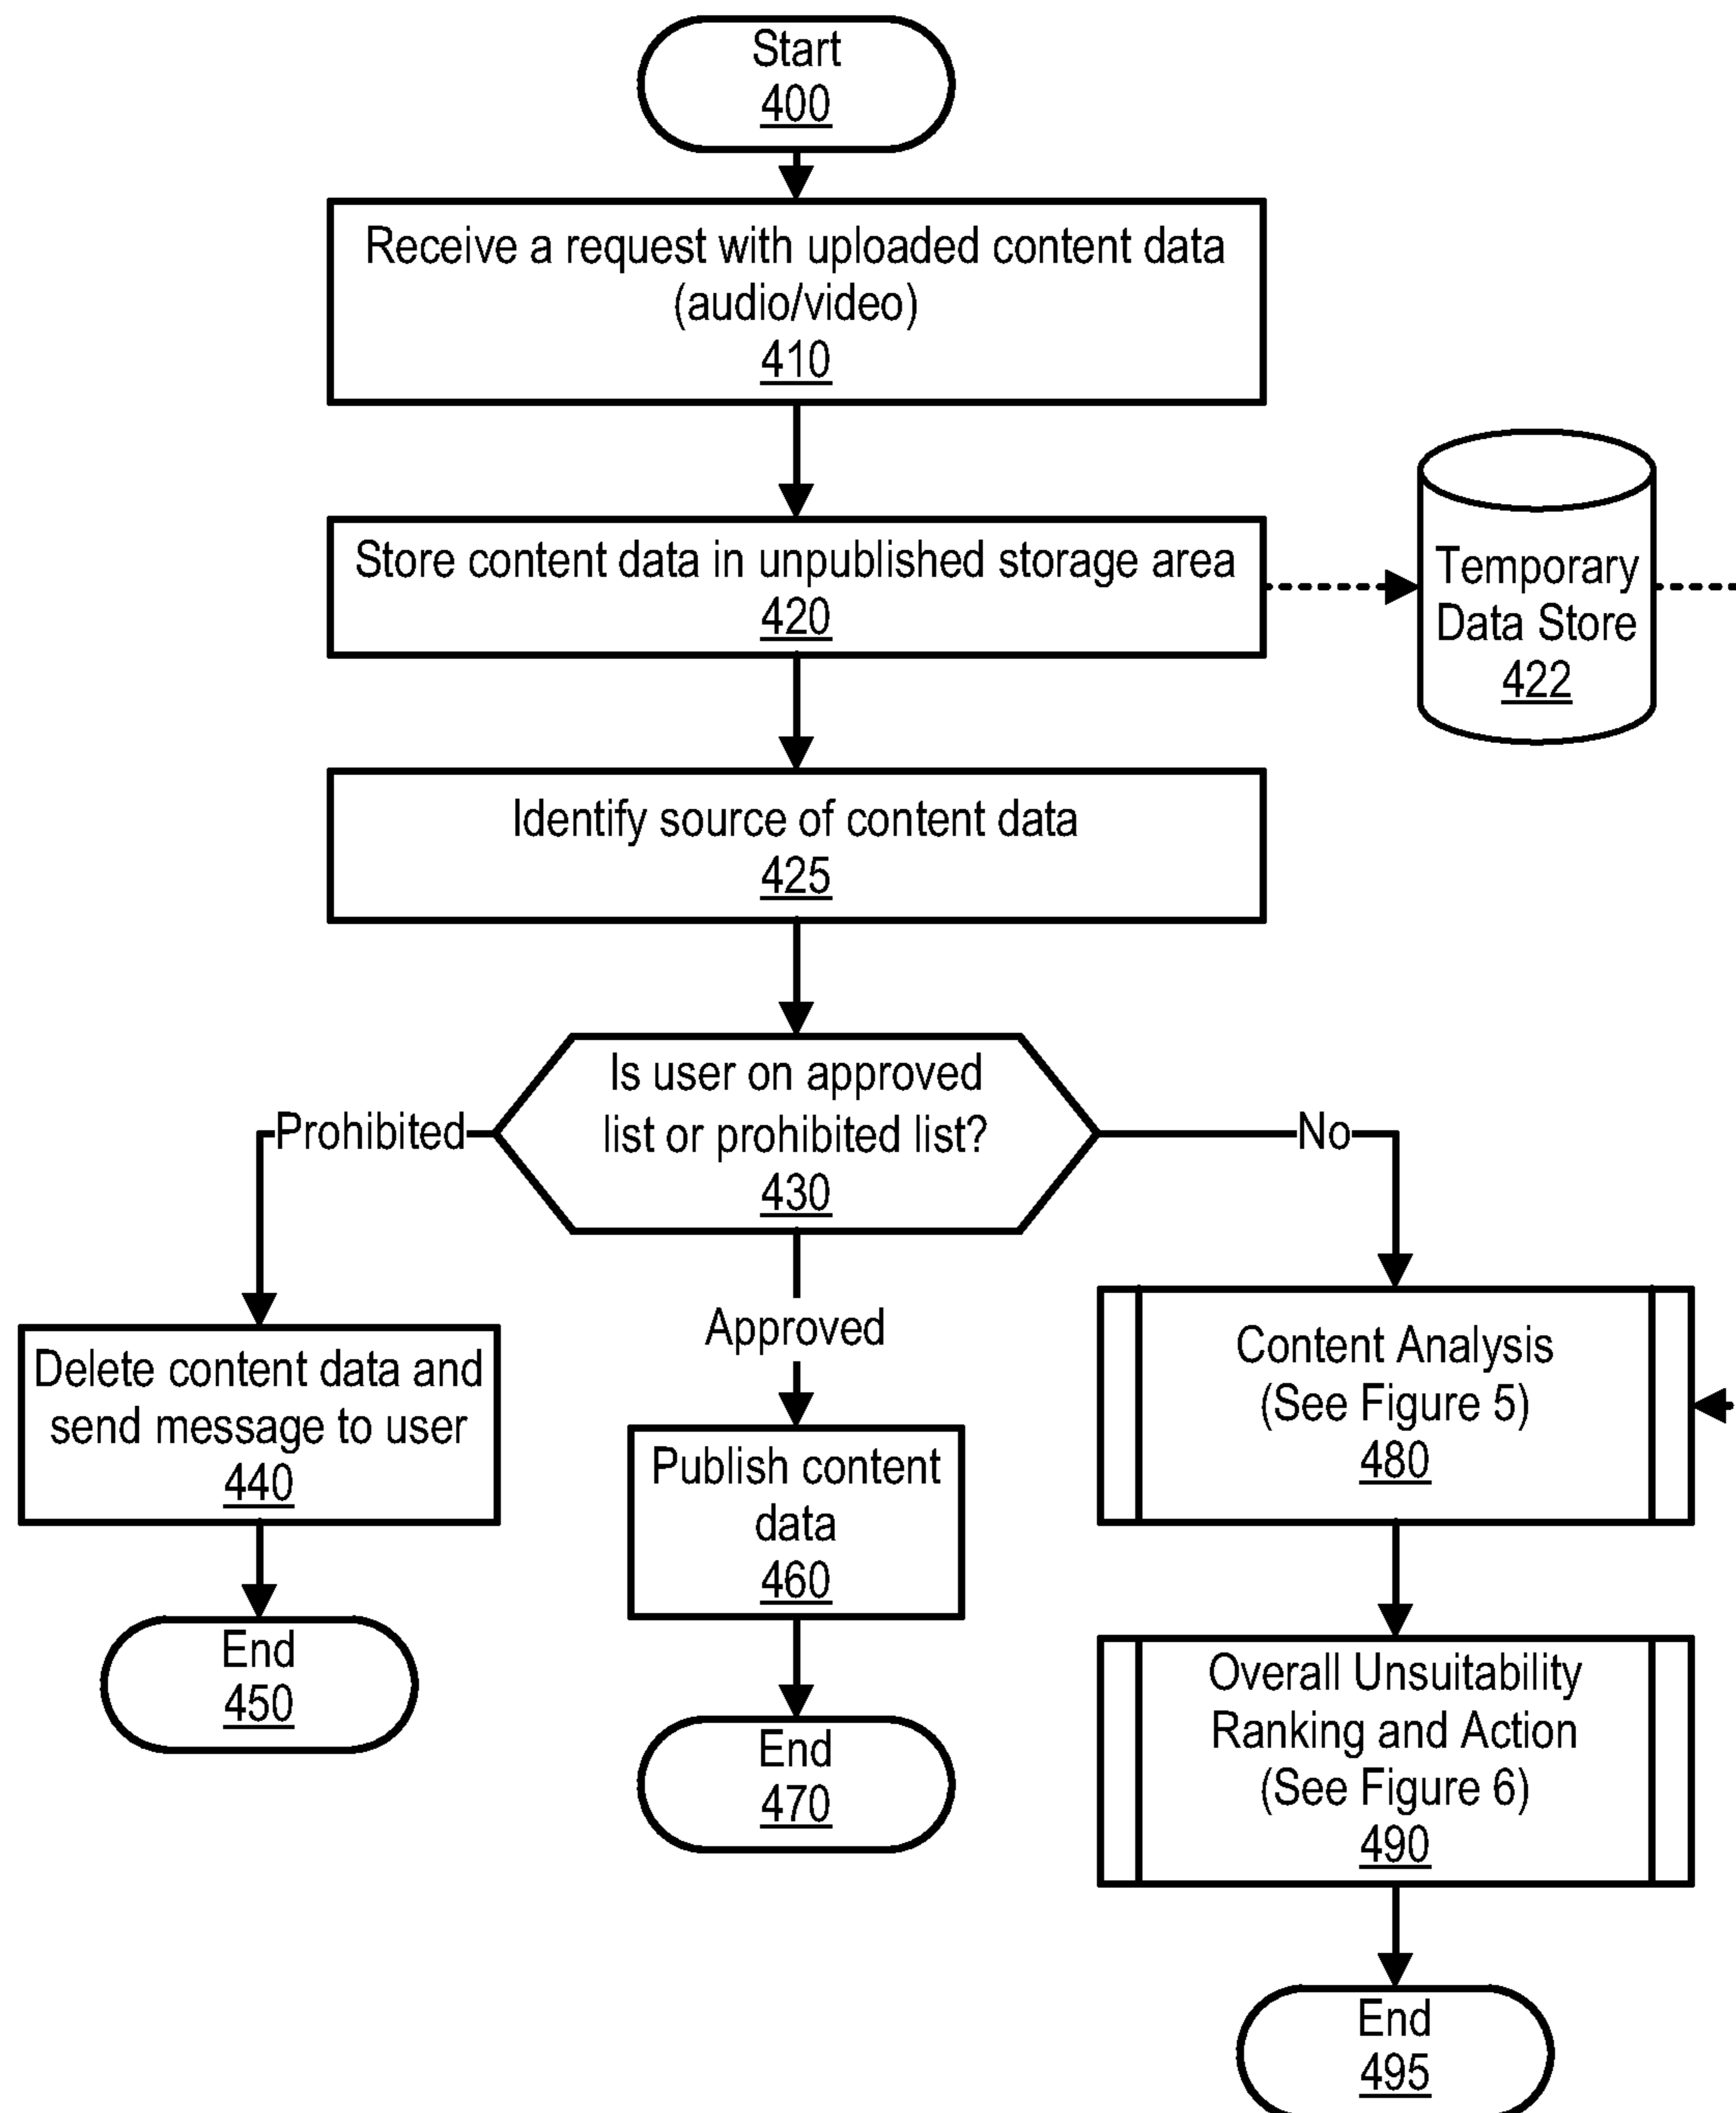 Start
400
Receive a request with uploaded content data
(audio/video)
410
Store content data in unpublished storage area
420
Temporary
Data Store
422
Identify source of content data
425
Is user on approved
list or prohibited list?
430
Prohibited
No
Approved
Delete content data and
send message to user
440
Publish content
data
460
Content Analysis
(See Figure 5)
480
End
450
End
470
Overall Unsuitability
Ranking and Action
(See Figure 6)
490
End
495